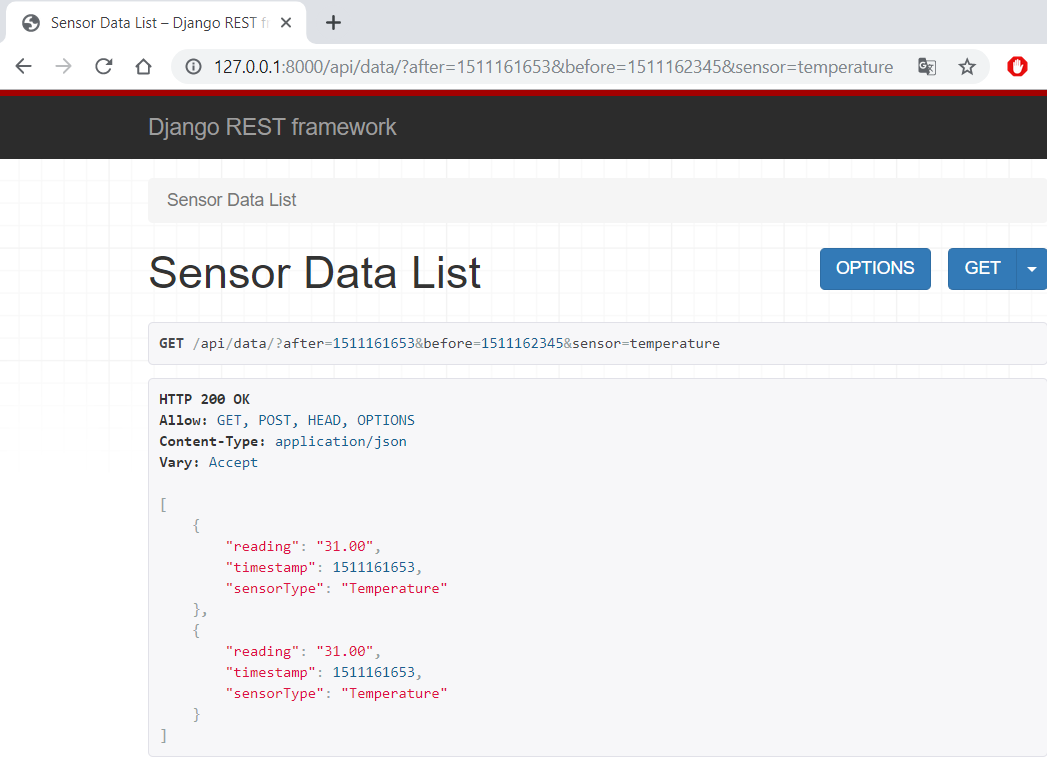 Sensor Data List – Django REST fr
127.0.0.1:8000/api/data/?after=1511161653&before=1511162345&sensor=temperature
Django REST framework
Sensor Data List
Sensor Data List
OPTIONS
GET
GET /api/data/?after=1511161653&before=1511162345&sensor=temperature
HTTP 200 OK
Allow: GET, POST, HEAD, OPTIONS
Content-Type: application/json
Vary: Accept
[
    {
        "reading": "31.00",
        "timestamp": 1511161653,
        "sensorType": "Temperature"
    },
    {
        "reading": "31.00",
        "timestamp": 1511161653,
        "sensorType": "Temperature"
    }
]